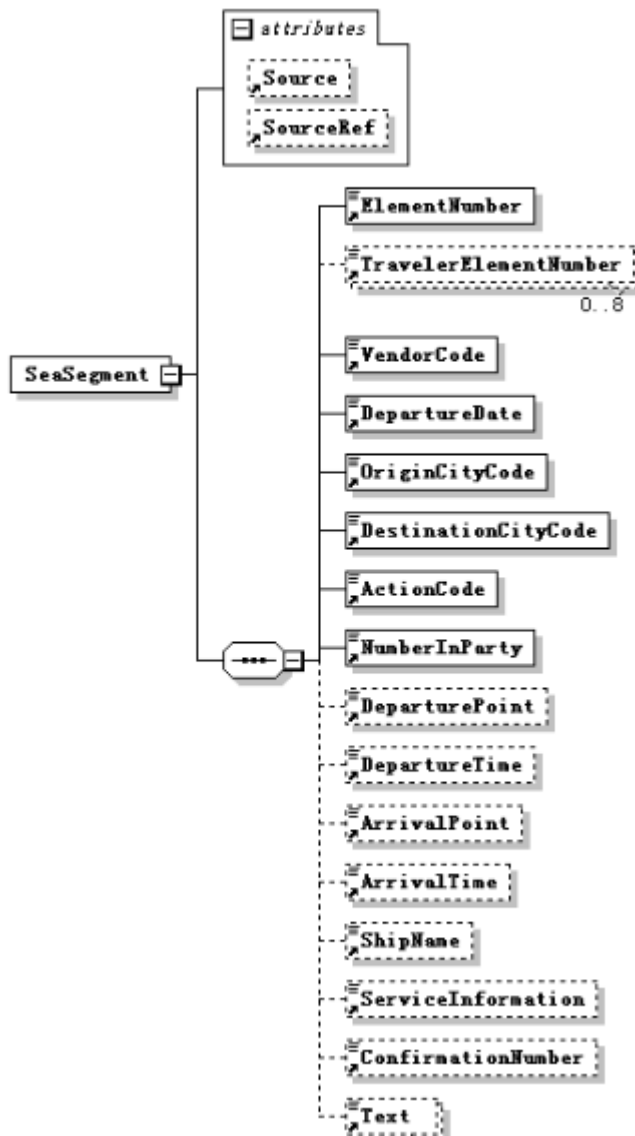 attributes
Source
SourceRef
ElementNumber
TravelerElementNumber
0..8
SeaSegment
VendorCode
DepartureDate
OriginCityCode
DestinationCityCode
ActionCode
NumberInParty
DeparturePoint
DepartureTime
ArrivalPoint
ArrivalTime
ShipName
ServiceInformation
ConfirmationNumber
Text